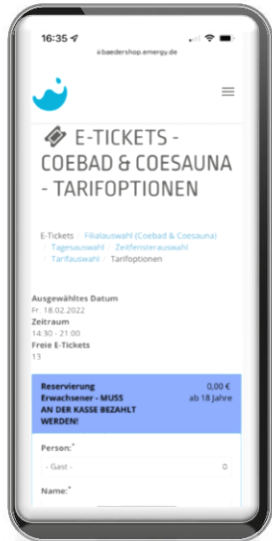 16:35
baedershop.emergy.de
E-TICKETS -
COEBAD & COESAUNA
- TARIFOPTIONEN
E-Tickets / Filialauswahl (Coebad & Coesauna)
/ Tagesauswahl / Zeitfensterauswahl
/ Tarifauswahl / Tarifoptionen
Ausgewähltes Datum
Fr. 18.02.2022
Zeitraum
14:30 - 21:00
Freie E-Tickets
13
Reservierung 0,00 €
Erwachsener - MUSS ab 18 Jahre
AN DER KASSE BEZAHLT
WERDEN!
Person:*
- Gast - 0
Name:*